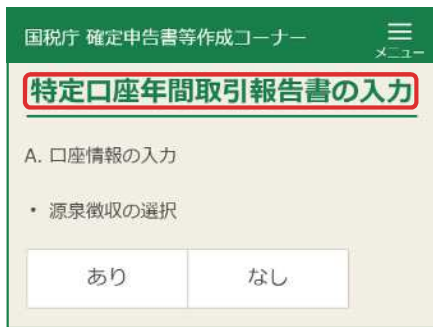 国税庁 確定申告書等作成コーナー
メニュー
特定口座年間取引報告書の入力
A. 口座情報の入力
・ 源泉徴収の選択
あり なし